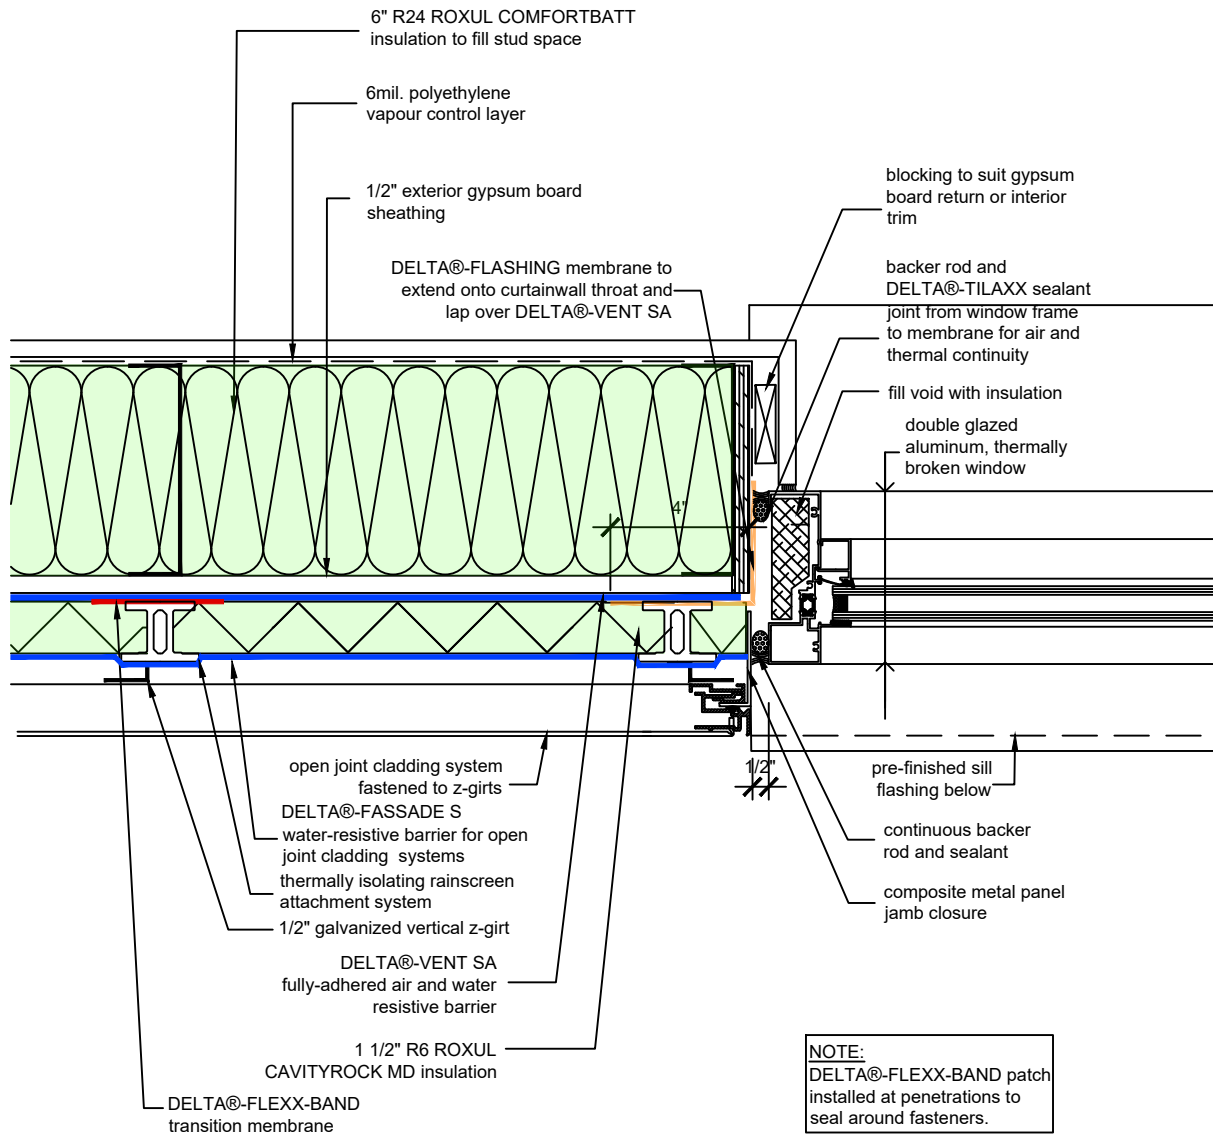 6" R24 ROXUL COMFORTBATT
insulation to fill stud space
6mil. polyethylene
vapour control layer
1/2" exterior gypsum board
sheathing
DELTA®-FLASHING membrane to
extend onto curtainwall throat and
lap over DELTA®-VENT SA
blocking to suit gypsum
board return or interior
trim
backer rod and
DELTA®-TILAXX sealant
joint from window frame
to membrane for air and
thermal continuity
fill void with insulation
double glazed
aluminum, thermally
broken window
4"
1/2"
open joint cladding system
fastened to z-girts
DELTA®-FASSADE S
water-resistive barrier for open
joint cladding systems
thermally isolating rainscreen
attachment system
1/2" galvanized vertical z-girt
DELTA®-VENT SA
fully-adhered air and water
resistive barrier
1 1/2" R6 ROXUL
CAVITYROCK MD insulation
DELTA®-FLEXX-BAND
transition membrane
pre-finished sill
flashing below
continuous backer
rod and sealant
composite metal panel
jamb closure
NOTE:
DELTA®-FLEXX-BAND patch
installed at penetrations to
seal around fasteners.